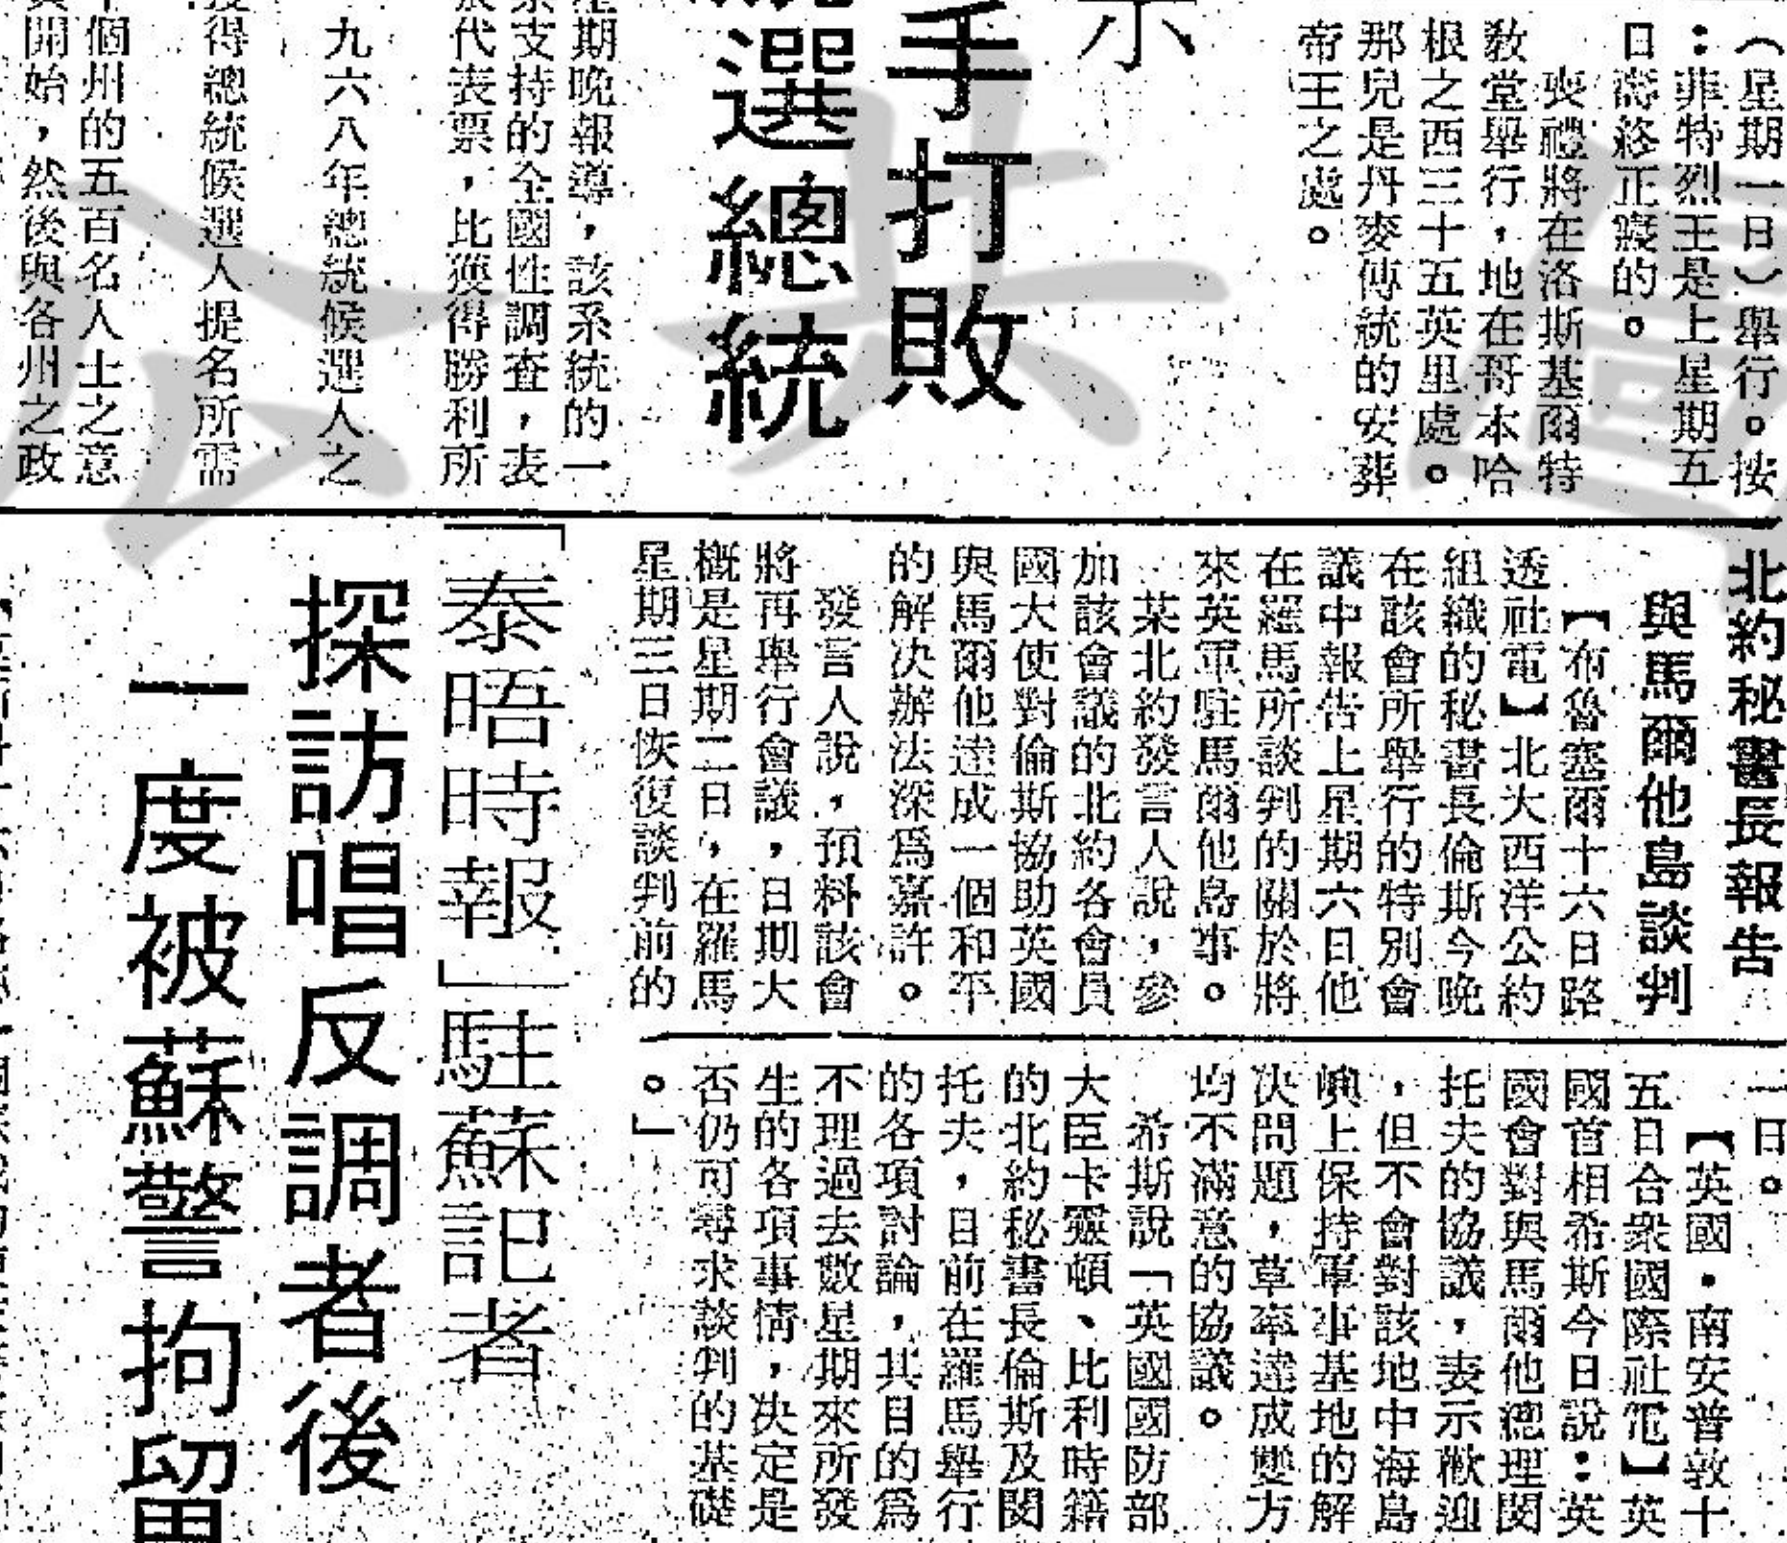 （星期一日）舉行。按
：菲特烈王是上星期五
日壽終正寢的。
喪禮將在洛斯基爾特
教堂舉行，地在哥本哈
根之西三十五英里處。
那兒是丹麥傳統的安葬
帝王之處。
示
手打敗
選總統
星期晚報導，該系統的一
支持的全國性調查，表
代表票，比獲得勝利所
九六八年總統候選人之
得總統候選人提名所需
個州的五百名人士之意
開始，然後與各州之政
北約秘書長報告
與馬爾他島談判
【布魯塞爾十六日路
透社電】北大西洋公約
組織的秘書長倫斯今晚
在該會所舉行的特別會
議中報告上星期六日他
在羅馬所談判的關於將
來英軍駐馬爾他島事。
某北約發言人說，參
加該會議的北約各會員
國大使對倫斯協助英國
與馬爾他達成一個和平
的解决辦法深爲嘉許。
發言人說，預料該會
將再舉行會議，日期大
概是星期二日，在羅馬
星期三日恢復談判前的
一日。
【英國・南安普敦十
五日合衆國際社電】英
國首相希斯今日說：英
國會對與馬爾他總理閔
托夫的協議，表示歡迎
，但不會對該地中海島
嶼上保持軍事基地的解
决問題，草率達成雙方
均不滿意的協議。
希斯說「英國國防部
大臣卡靈頓、比利時籍
的北約秘書長倫斯及閔
托夫，日前在羅馬舉行
的各項討論，其目的爲
不理過去數星期來所發
生的各項事情，决定是
否仍可尋求談判的基礎
。」
「泰晤時報」駐蘇記者
探訪唱反調者後
一度被蘇警拘留
公共圖